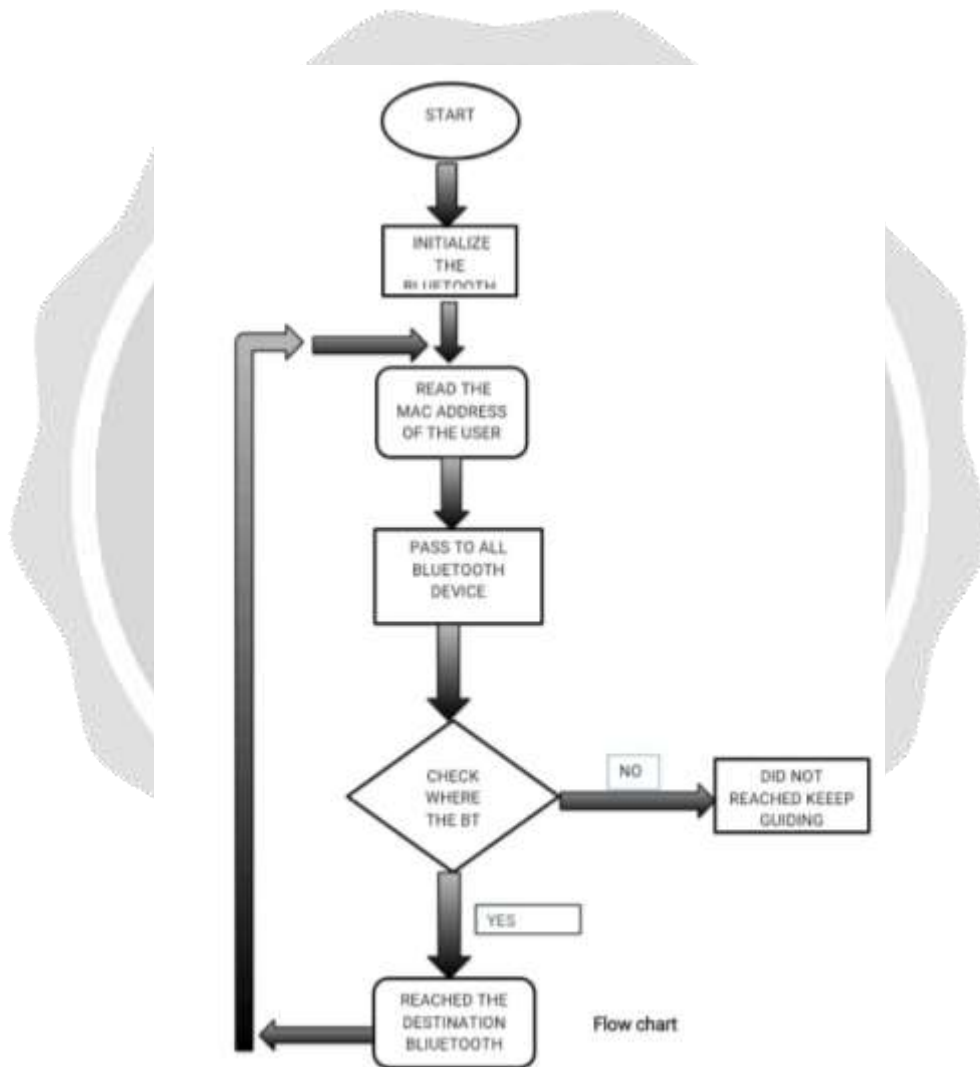 START
INITIALIZE
THE
BLUETOOTH
READ THE
MAC ADDRESS
OF THE USER
PASS TO ALL
BLUETOOTH
DEVICE
CHECK
WHERE
THE BT
NO
DID NOT
REACHED KEEEP
GUIDING
YES
REACHED THE
DESTINATION
BLIUETOOTH
Flow chart